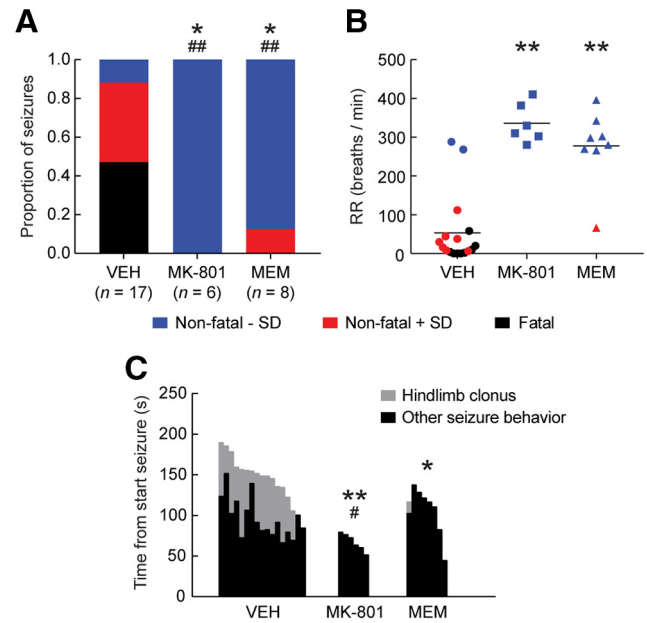 A
* *
## ##
Proportion of seizures
1.0
0.8
0.6
0.4
0.2
0.0
VEH MK-801 MEM
(n = 17) (n = 6) (n = 8)
B
** **
RR (breaths / min)
500
400
300
200
100
0
VEH MK-801 MEM
Non-fatal - SD Non-fatal + SD Fatal
C
Time from start seizure (s)
250
200
150
100
50
0
Hindlimb clonus
Other seizure behavior
**
#
*
VEH MK-801 MEM